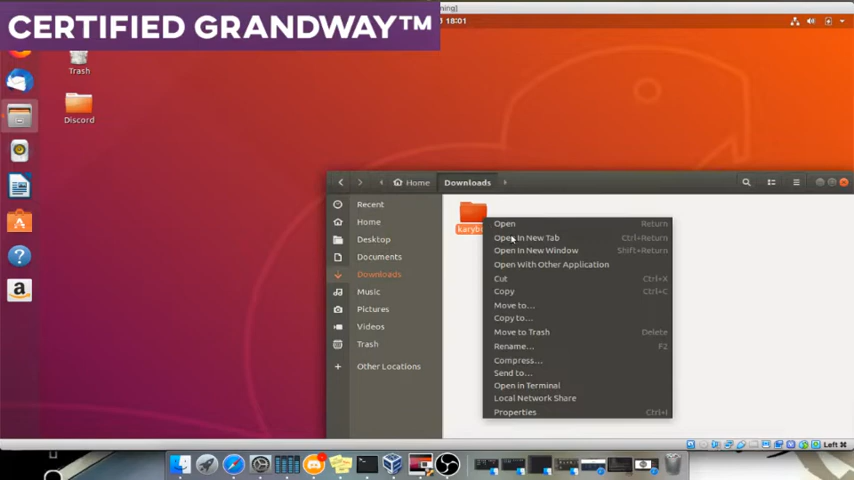 CERTIFIED GRANDWAY™
18:01
Trash
Discord
Home
Downloads
Recent
Home
Desktop
Documents
Downloads
Music
Pictures
Videos
Trash
Other Locations
Open Return
Open In New Tab Ctrl+Return
Open In New Window Shift+Return
Open With Other Application
Cut Ctrl+X
Copy Ctrl+C
Move to…
Copy to…
Move to Trash Delete
Rename… F2
Compress…
Send to…
Open in Terminal
Local Network Share
Properties Ctrl+I
Left ⌘